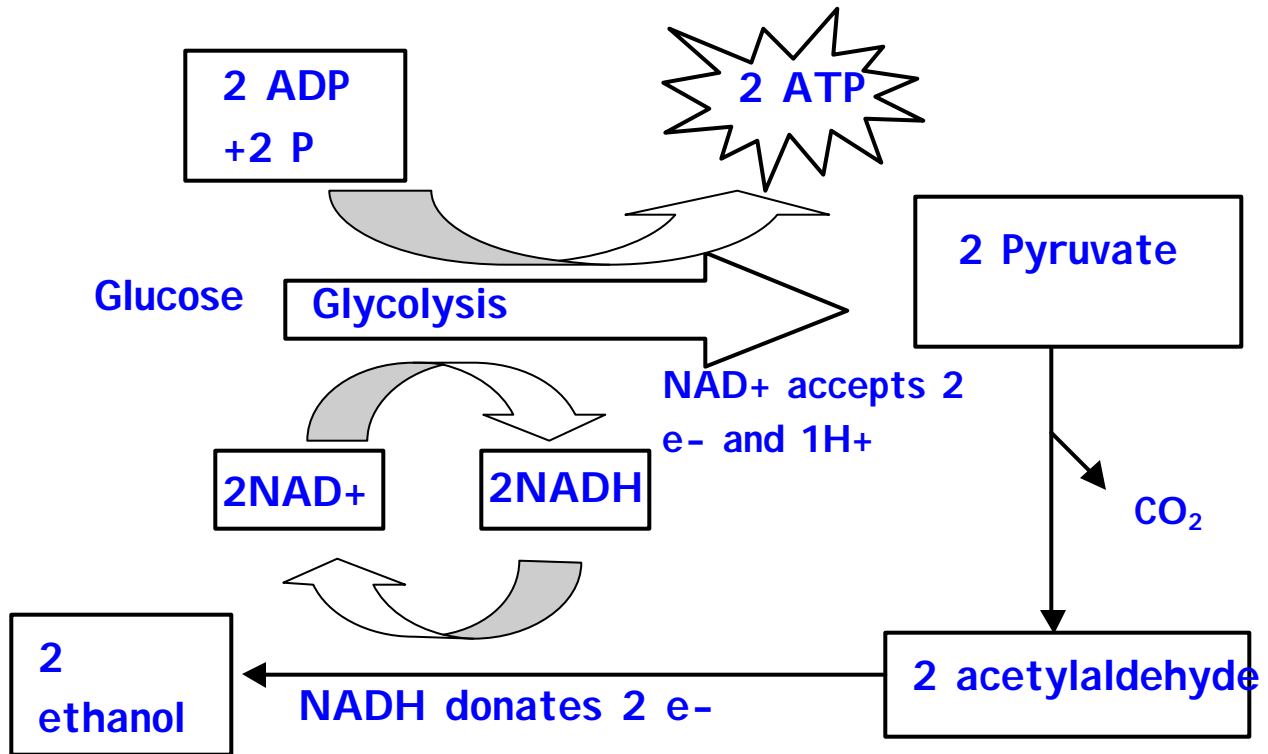 2 ADP
+2 P
2 ATP
2 Pyruvate
Glucose
Glycolysis
NAD+ accepts 2
e- and 1H+
2NAD+
2NADH
CO₂
2
ethanol
NADH donates 2 e-
2 acetylaldehyde